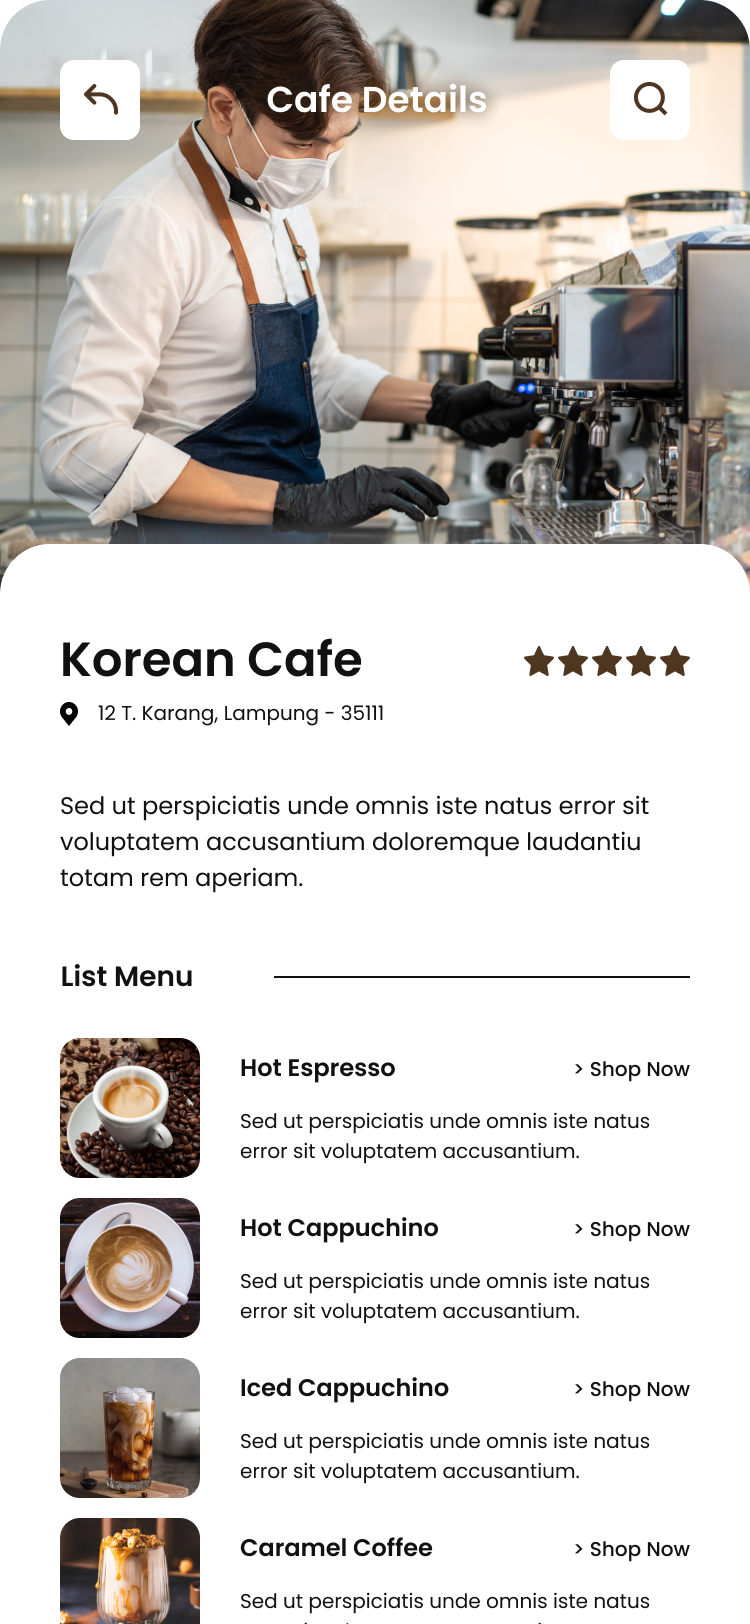 Cafe Details
Korean Cafe
12 T. Karang, Lampung - 35111
Sed ut perspiciatis unde omnis iste natus error sit
voluptatem accusantium doloremque laudantiu
totam rem aperiam.
List Menu
Hot Espresso
> Shop Now
Sed ut perspiciatis unde omnis iste natus
error sit voluptatem accusantium.
Hot Cappuchino
> Shop Now
Sed ut perspiciatis unde omnis iste natus
error sit voluptatem accusantium.
Iced Cappuchino
> Shop Now
Sed ut perspiciatis unde omnis iste natus
error sit voluptatem accusantium.
Caramel Coffee
> Shop Now
Sed ut perspiciatis unde omnis iste natus